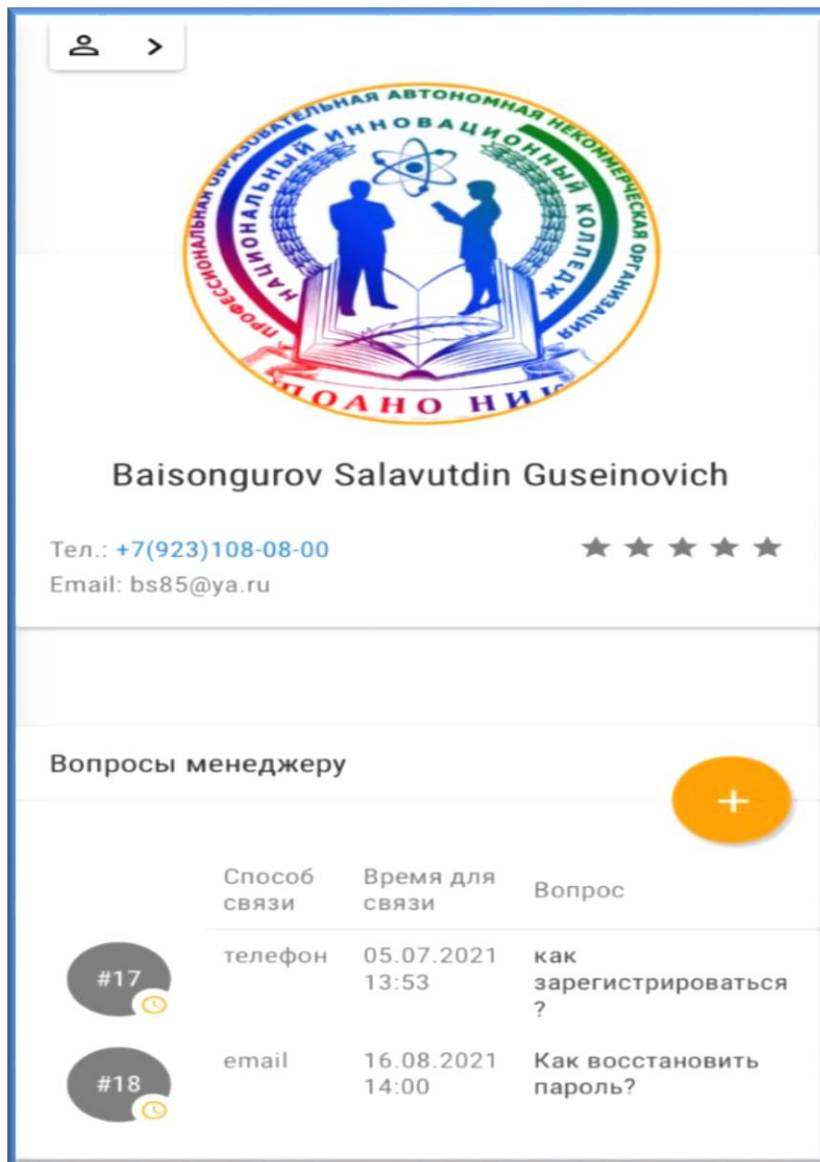 ПРОФЕССИОНАЛЬНАЯ ОБРАЗОВАТЕЛЬНАЯ АВТОНОМНАЯ НЕКОММЕРЧЕСКАЯ ОРГАНИЗАЦИЯ
НАЦИОНАЛЬНЫЙ ИННОВАЦИОННЫЙ КОЛЛЕДЖ
ПОАНО НИК
Baisongurov Salavutdin Guseinovich
Тел.: +7(923)108-08-00
Email: bs85@ya.ru
Вопросы менеджеру
+
Способ связи Время для связи Вопрос
#17 телефон 05.07.2021 13:53 как зарегистрироваться ?
#18 email 16.08.2021 14:00 Как восстановить пароль?